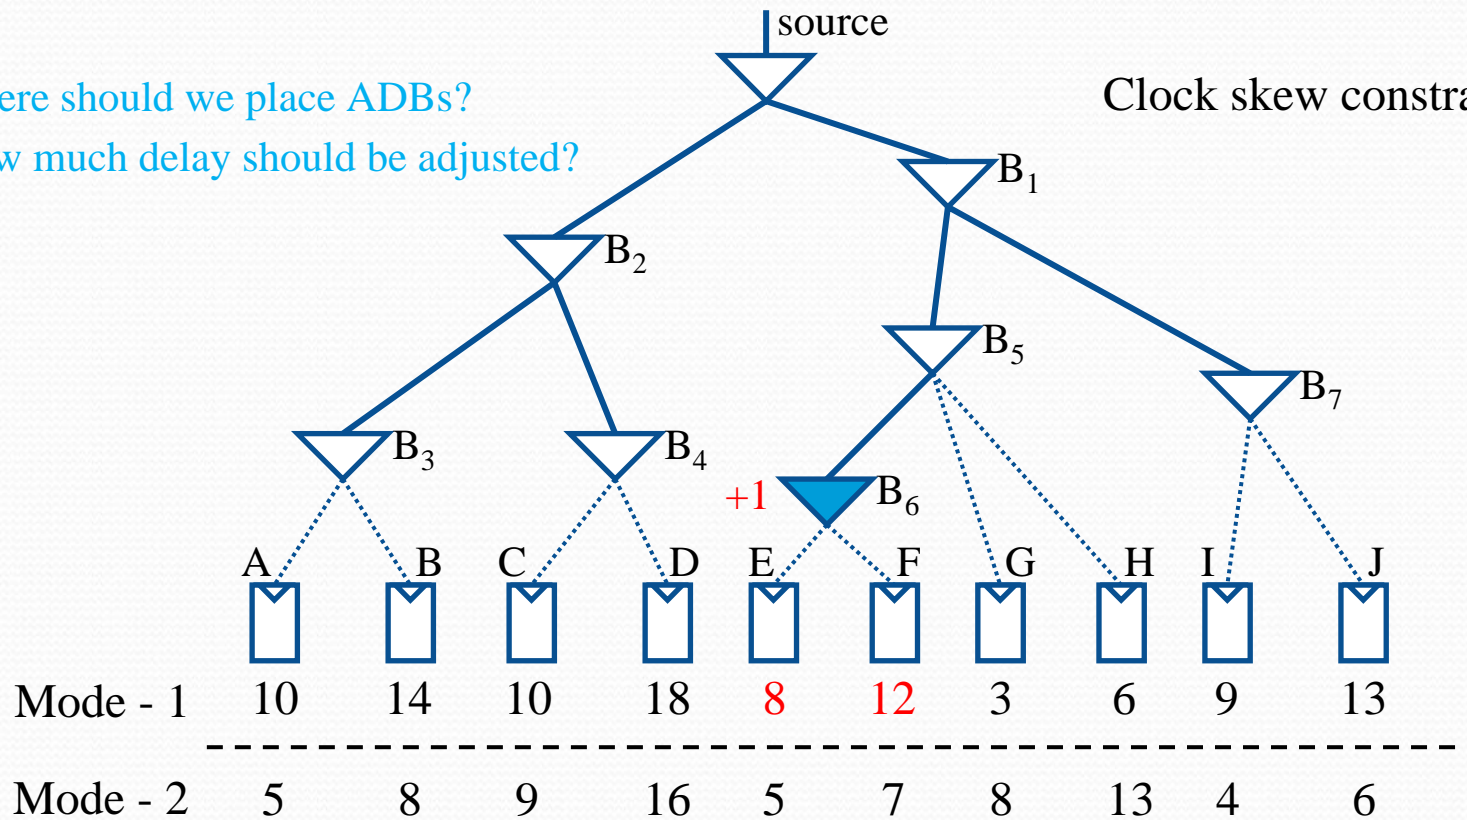 source
ere should we place ADBs?
w much delay should be adjusted?
Clock skew constra
B1
B2
B5
B7
B3
B4
+1
B6
A B C D E F G H I J
Mode - 1 10 14 10 18 8 12 3 6 9 13
Mode - 2 5 8 9 16 5 7 8 13 4 6